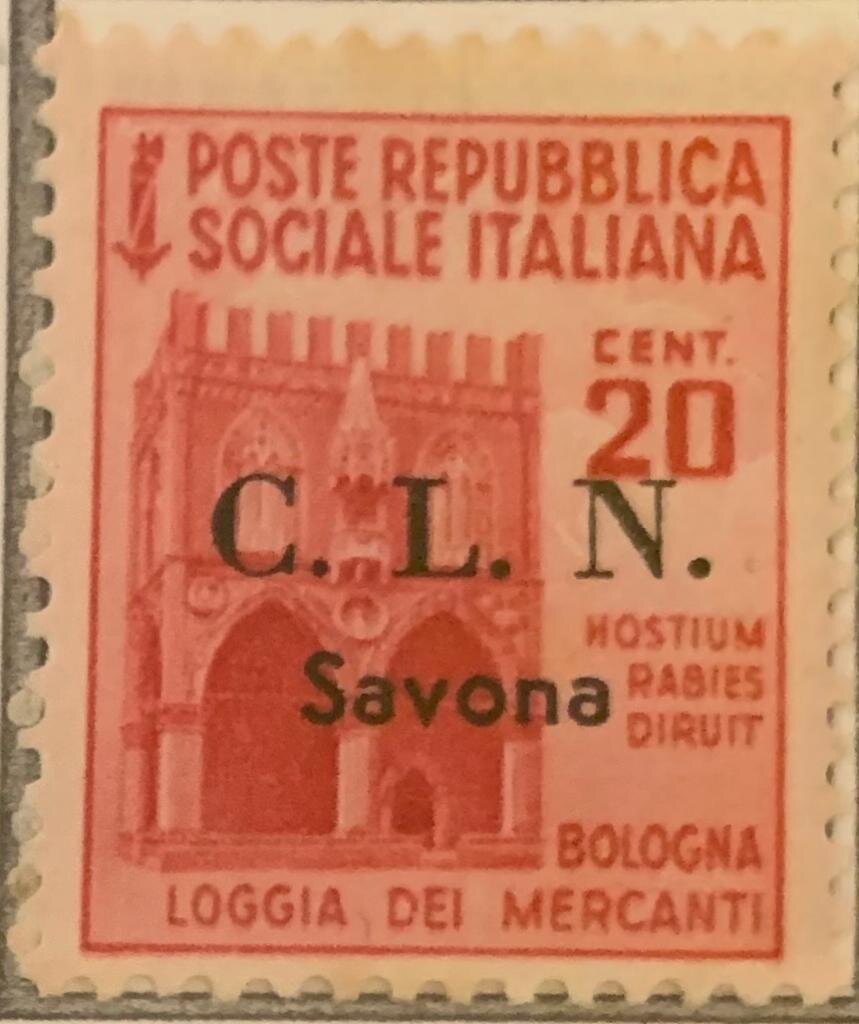 POSTE REPUBBLICA
SOCIALE ITALIANA
CENT.
20
C. L. N.
HOSTIUM
RABIES
Savona
DIRUIT
BOLOGNA
LOGGIA DEI MERCANTI